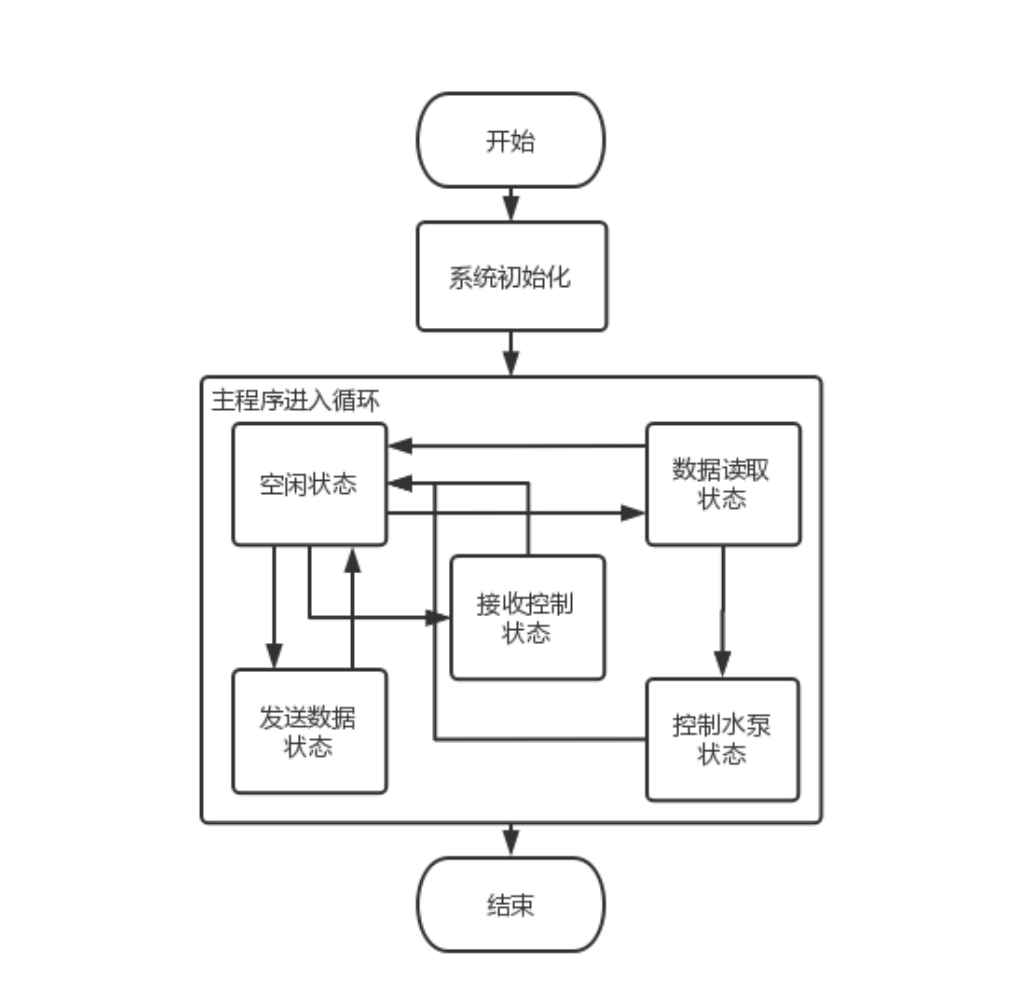 开始
系统初始化
主程序进入循环
空闲状态
数据读取
状态
接收控制
状态
发送数据
状态
控制水泵
状态
结束